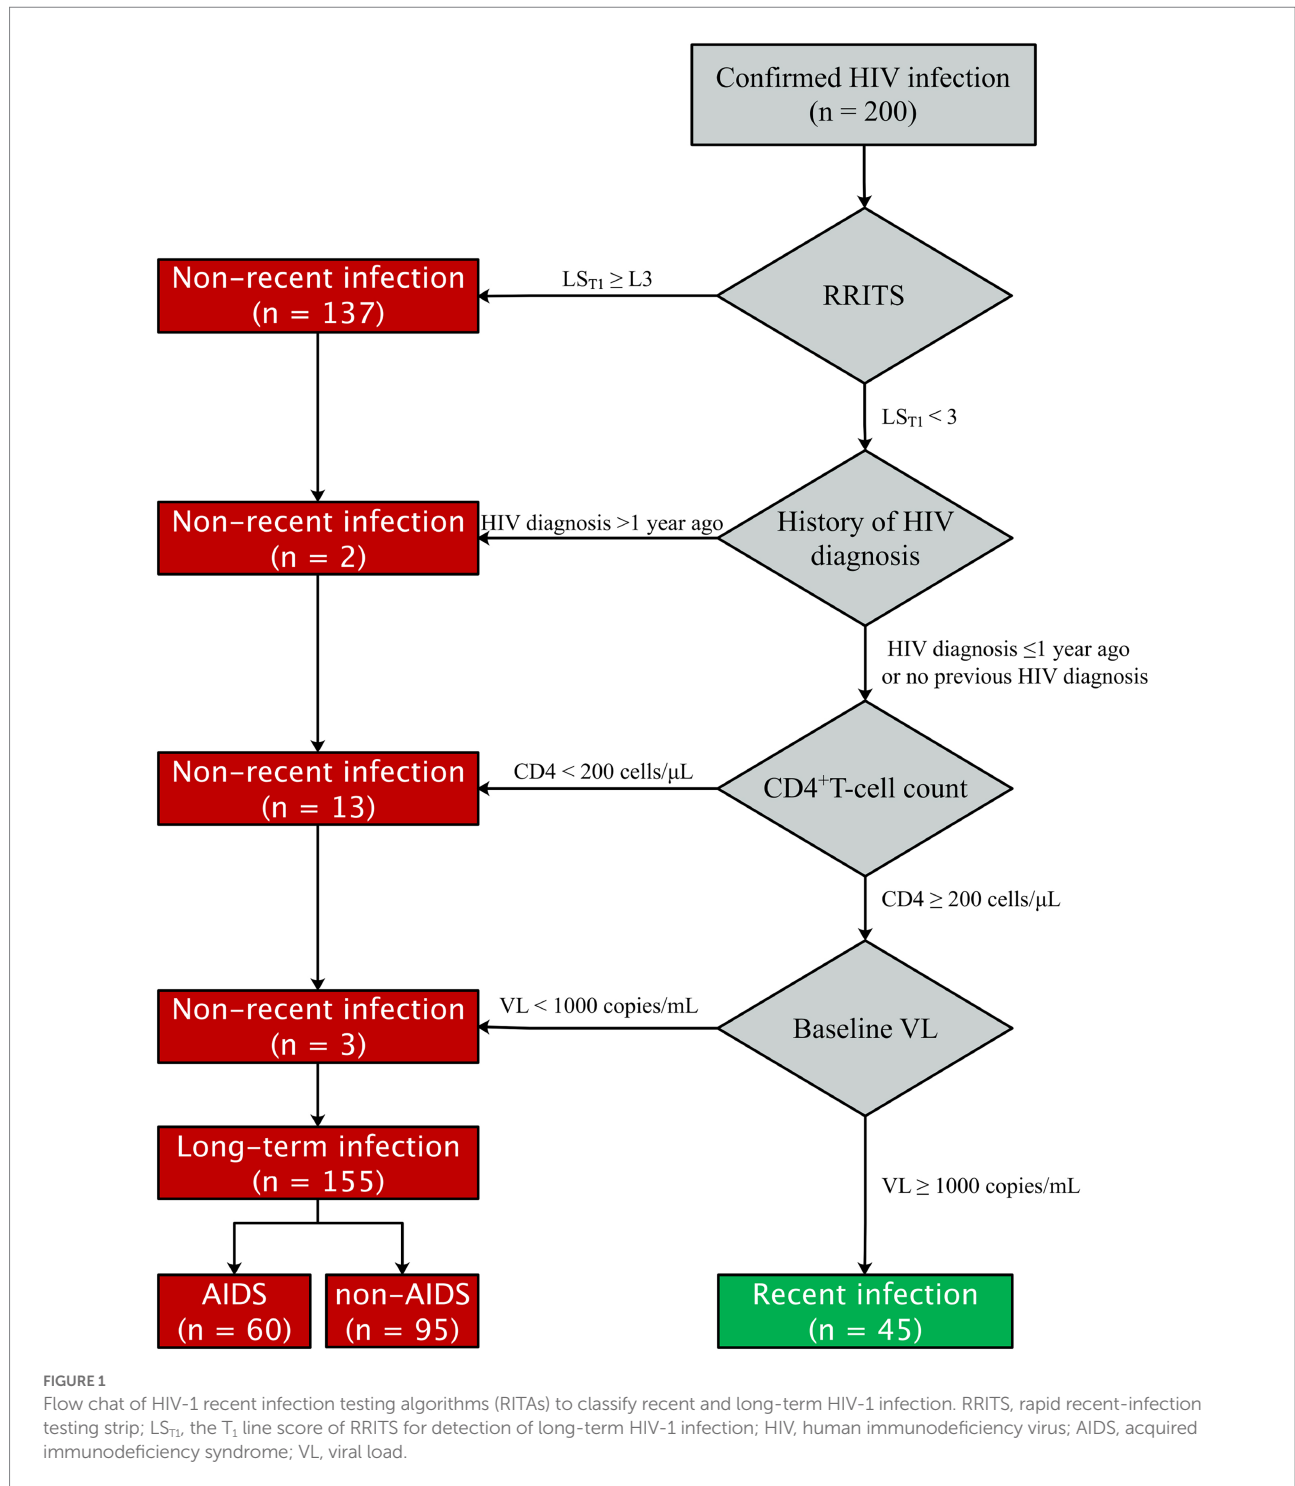 Confirmed HIV infection
(n = 200)
RRITS
LST1 ≥ L3
Non-recent infection
(n = 137)
LST1 < 3
History of HIV
diagnosis
HIV diagnosis >1 year ago
Non-recent infection
(n = 2)
HIV diagnosis ≤1 year ago
or no previous HIV diagnosis
CD4+T-cell count
CD4 < 200 cells/μL
Non-recent infection
(n = 13)
CD4 ≥ 200 cells/μL
Baseline VL
VL < 1000 copies/mL
Non-recent infection
(n = 3)
Long-term infection
(n = 155)
VL ≥ 1000 copies/mL
AIDS
(n = 60)
non-AIDS
(n = 95)
Recent infection
(n = 45)
FIGURE 1
Flow chat of HIV-1 recent infection testing algorithms (RITAs) to classify recent and long-term HIV-1 infection. RRITS, rapid recent-infection
testing strip; LST1, the T1 line score of RRITS for detection of long-term HIV-1 infection; HIV, human immunodeficiency virus; AIDS, acquired
immunodeficiency syndrome; VL, viral load.